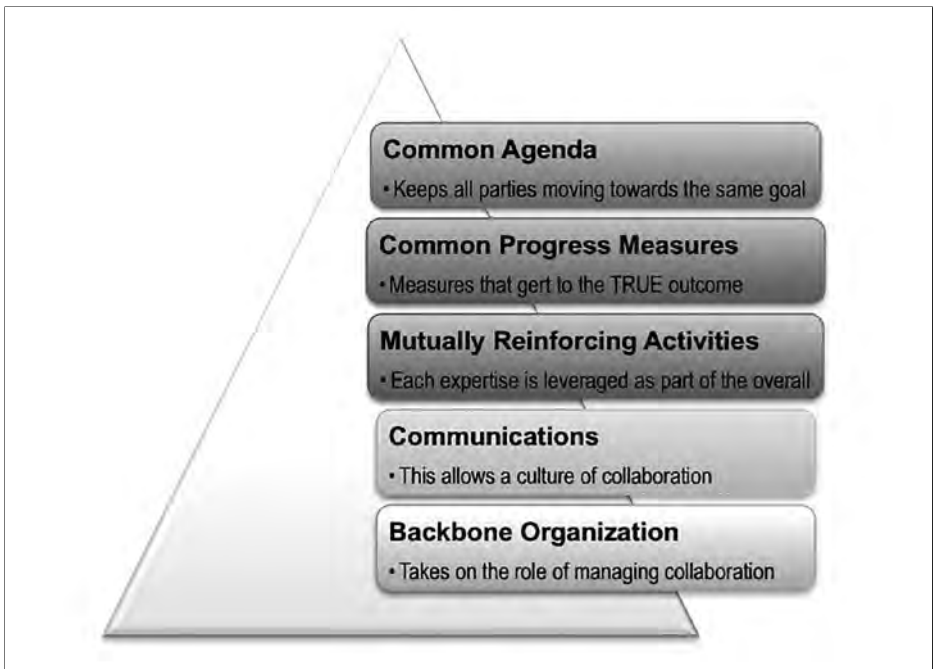 Common Agenda
• Keeps all parties moving towards the same goal
Common Progress Measures
• Measures that gert to the TRUE outcome
Mutually Reinforcing Activities
• Each expertise is leveraged as part of the overall
Communications
• This allows a culture of collaboration
Backbone Organization
• Takes on the role of managing collaboration